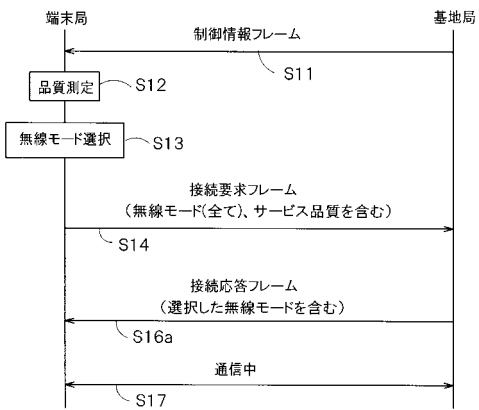 端末局
基地局
制御情報フレーム
S11
品質測定
S12
無線モード選択
S13
接続要求フレーム
(無線モード(全て)、サービス品質を含む)
S14
接続応答フレーム
(選択した無線モードを含む)
S16a
通信中
S17